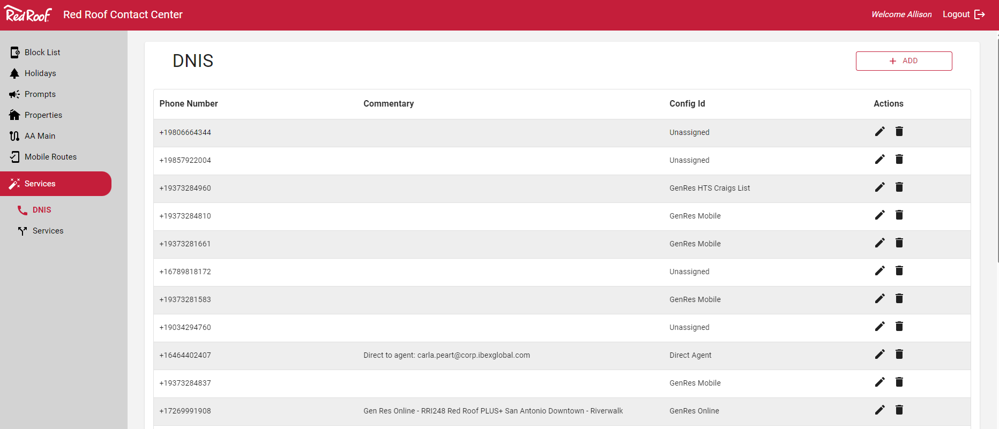 RedRoof Red Roof Contact Center Welcome Allison Logout
Block List
Holidays
Prompts
Properties
AA Main
Mobile Routes
Services
DNIS
Services
DNIS
+ ADD
Phone Number Commentary Config Id Actions
+19806664344 Unassigned
+19857922004 Unassigned
+19373284960 GenRes HTS Craigs List
+19373284810 GenRes Mobile
+19373281661 GenRes Mobile
+16789818172 Unassigned
+19373281583 GenRes Mobile
+19034294760 Unassigned
+16464402407 Direct to agent: carla.peart@corp.ibexglobal.com Direct Agent
+19373284837 GenRes Mobile
+17269991908 Gen Res Online - RRI248 Red Roof PLUS+ San Antonio Downtown - Riverwalk GenRes Online